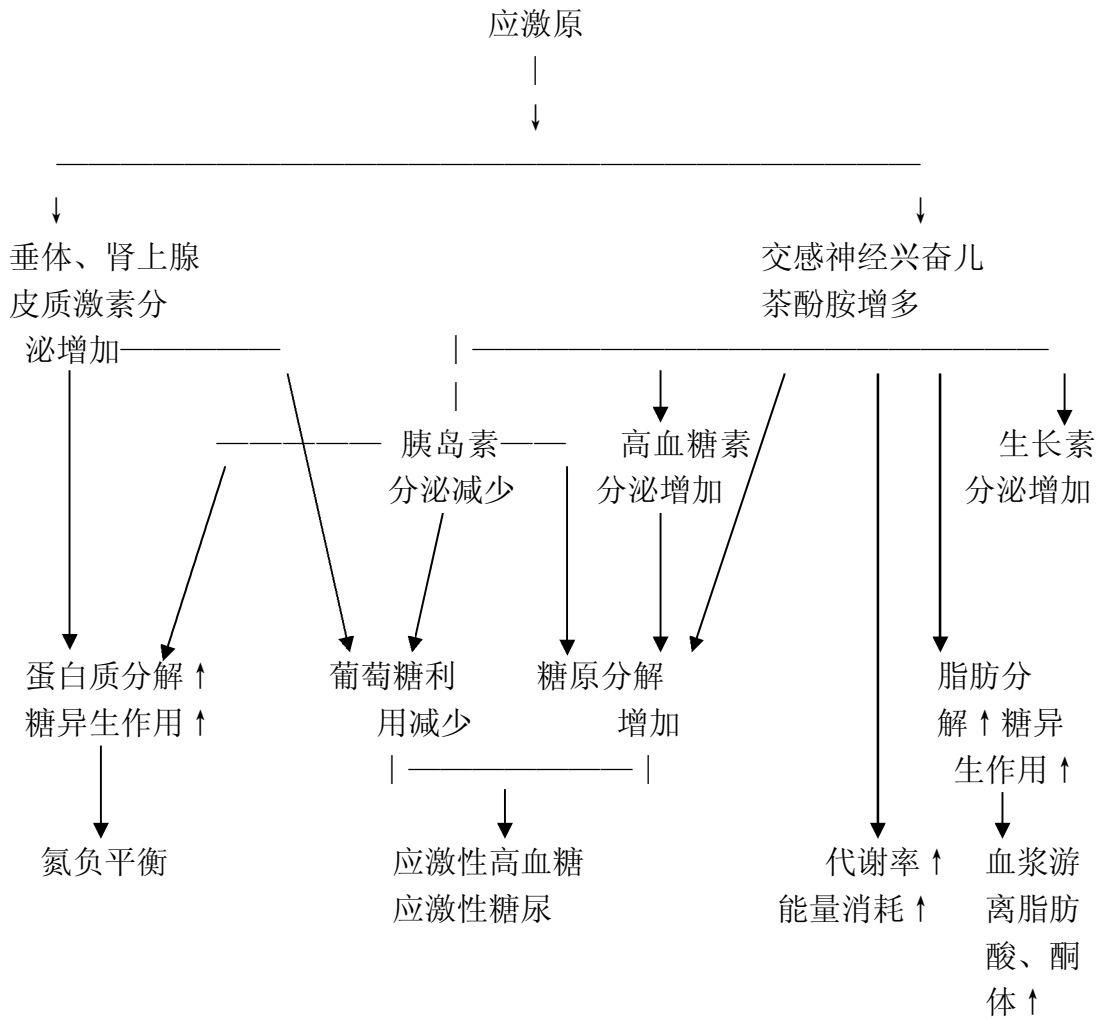 应激原
垂体、肾上腺
皮质激素分
泌增加
交感神经兴奋儿
茶酚胺增多
胰岛素
分泌减少
高血糖素
分泌增加
生长素
分泌增加
蛋白质分解↑
糖异生作用↑
葡萄糖利
用减少
糖原分解
增加
脂肪分
解↑糖异
生作用↑
氮负平衡
应激性高血糖
应激性糖尿
代谢率↑
能量消耗↑
血浆游
离脂肪
酸、酮
体↑